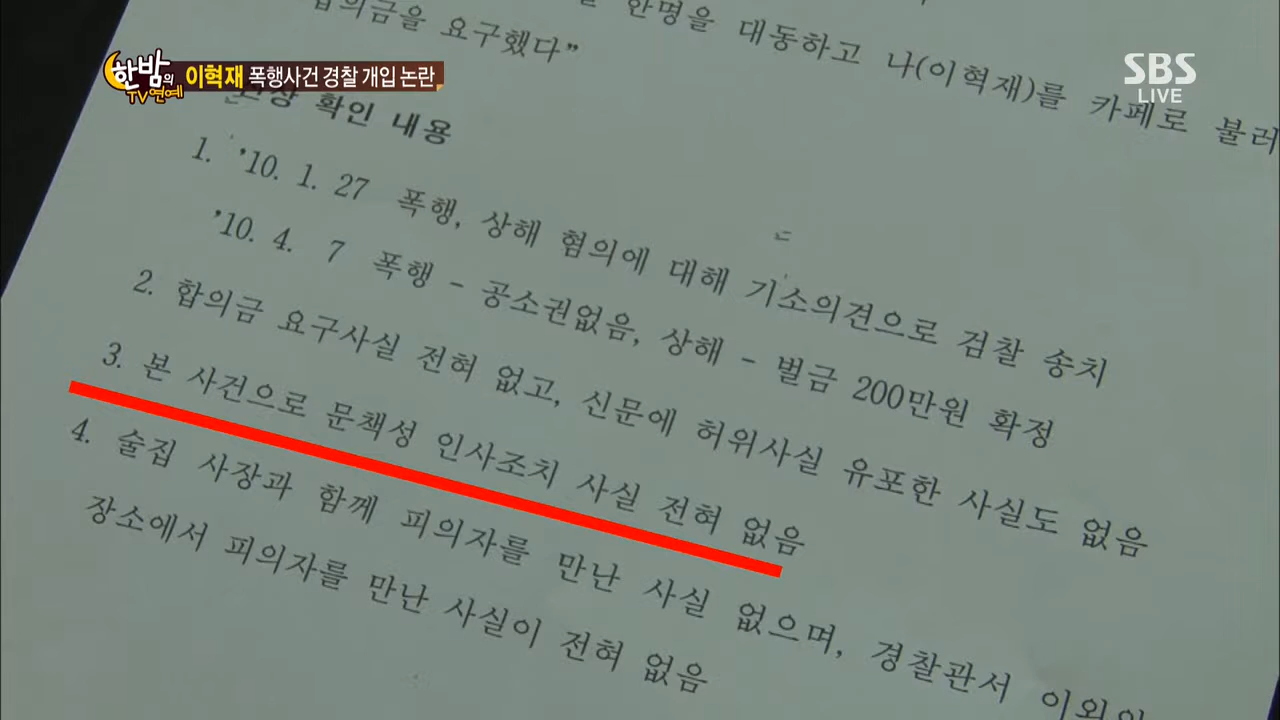 한밤의
TV연예
이혁재 폭행사건 경찰 개입 논란
SBS
LIVE
한명을 대동하고 나(이혁재)를 카페로 불러
합의금을 요구했다”
확인 내용
1. '10. 1. 27 폭행, 상해 혐의에 대해 기소의견으로 검찰 송치
'10. 4. 7 폭행 - 공소권없음, 상해 - 벌금 200만원 확정
2. 합의금 요구사실 전혀 없고, 신문에 허위사실 유포한 사실도 없음
3. 본 사건으로 문책성 인사조치 사실 전혀 없음
4. 술집 사장과 함께 피의자를 만난 사실 없으며, 경찰관서 이외의
장소에서 피의자를 만난 사실이 전혀 없음